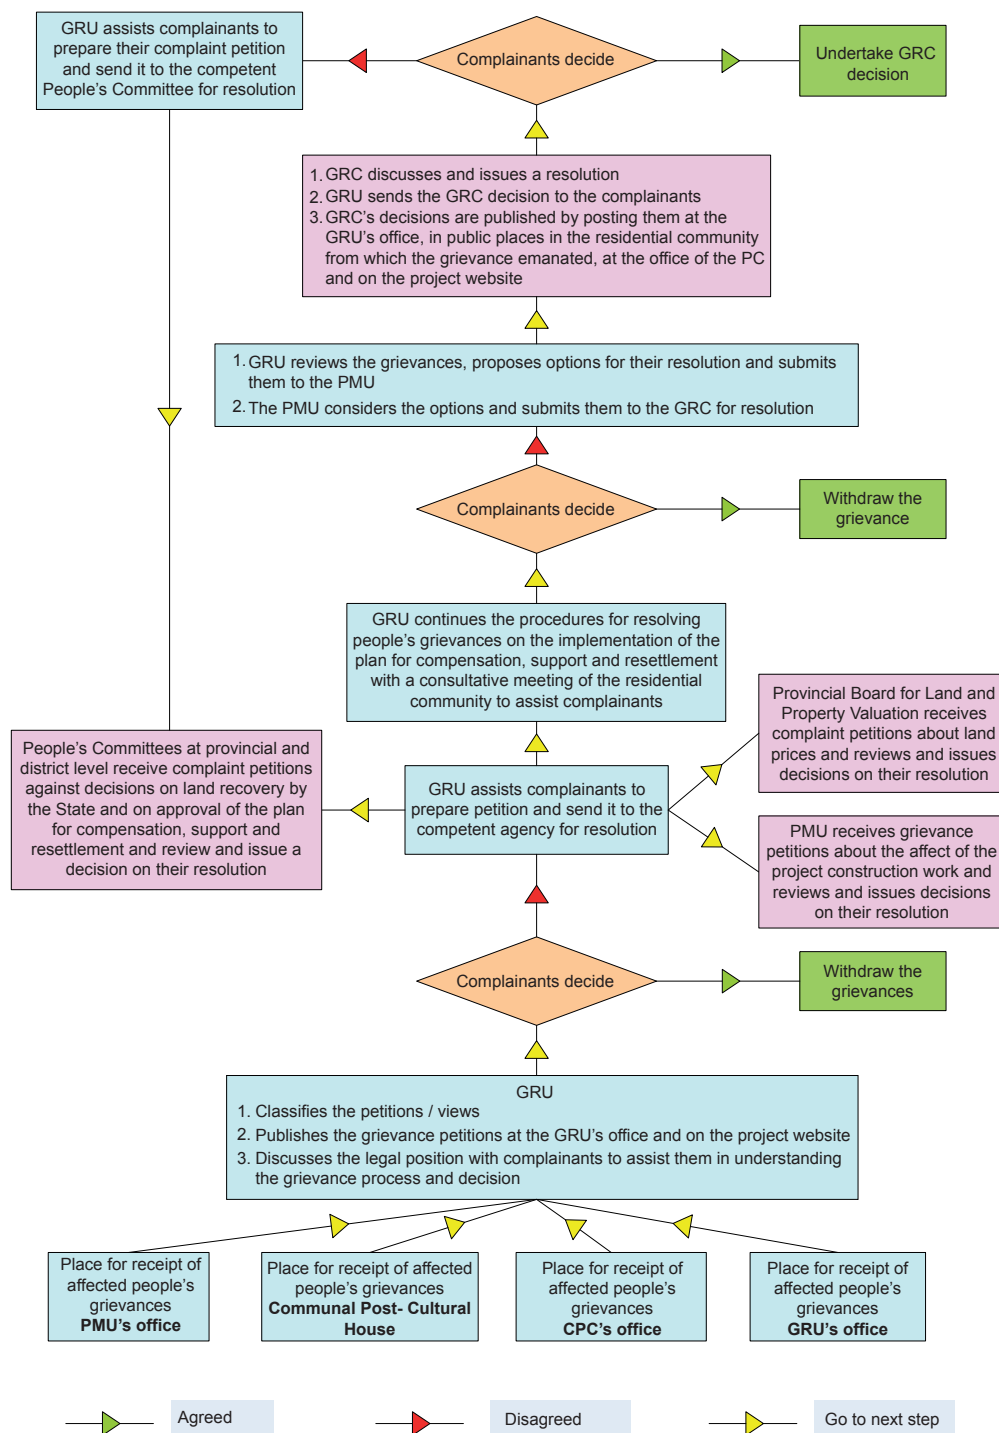 GRU assists complainants to
prepare their complaint petition
and send it to the competent
People's Committee for resolution
Complainants decide
Undertake GRC
decision
1. GRC discusses and issues a resolution
2. GRU sends the GRC decision to the complainants
3. GRC's decisions are published by posting them at the
GRU's office, in public places in the residential community
from which the grievance emanated, at the office of the PC
and on the project website
1. GRU reviews the grievances, proposes options for their resolution and submits
them to the PMU
2. The PMU considers the options and submits them to the GRC for resolution
Complainants decide
Withdraw the
grievance
GRU continues the procedures for resolving
people's grievances on the implementation of the
plan for compensation, support and resettlement
with a consultative meeting of the residential
community to assist complainants
Provincial Board for Land and
Property Valuation receives
complaint petitions about land
prices and reviews and issues
decisions on their resolution
People's Committees at provincial and
district level receive complaint petitions
against decisions on land recovery by
the State and on approval of the plan
for compensation, support and
resettlement and review and issue a
decision on their resolution
GRU assists complainants to
prepare petition and send it to the
competent agency for resolution
PMU receives grievance
petitions about the affect of the
project construction work and
reviews and issues decisions
on their resolution
Complainants decide
Withdraw the
grievances
GRU
1. Classifies the petitions / views
2. Publishes the grievance petitions at the GRU's office and on the project website
3. Discusses the legal position with complainants to assist them in understanding
the grievance process and decision
Place for receipt of
affected people's
grievances
PMU's office
Place for receipt of affected
people's grievances
Communal Post- Cultural
House
Place for receipt of
affected people's
grievances
CPC's office
Place for receipt of
affected people's
grievances
GRU's office
Agreed
Disagreed
Go to next step